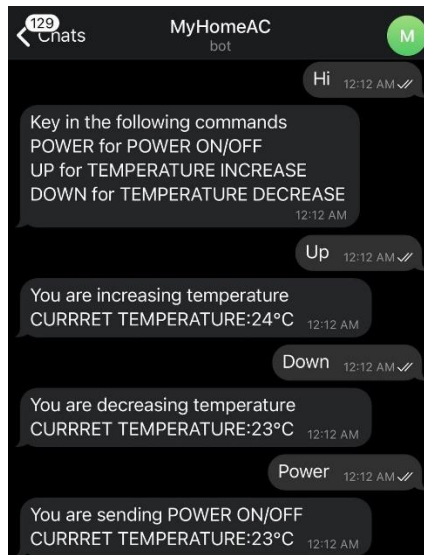 129
Chats
MyHomeAC
bot
M
Hi 12:12 AM
Key in the following commands
POWER for POWER ON/OFF
UP for TEMPERATURE INCREASE
DOWN for TEMPERATURE DECREASE
12:12 AM
Up 12:12 AM
You are increasing temperature
CURRRET TEMPERATURE:24°C 12:12 AM
Down 12:12 AM
You are decreasing temperature
CURRRET TEMPERATURE:23°C 12:12 AM
Power 12:12 AM
You are sending POWER ON/OFF
CURRRET TEMPERATURE:23°C 12:12 AM